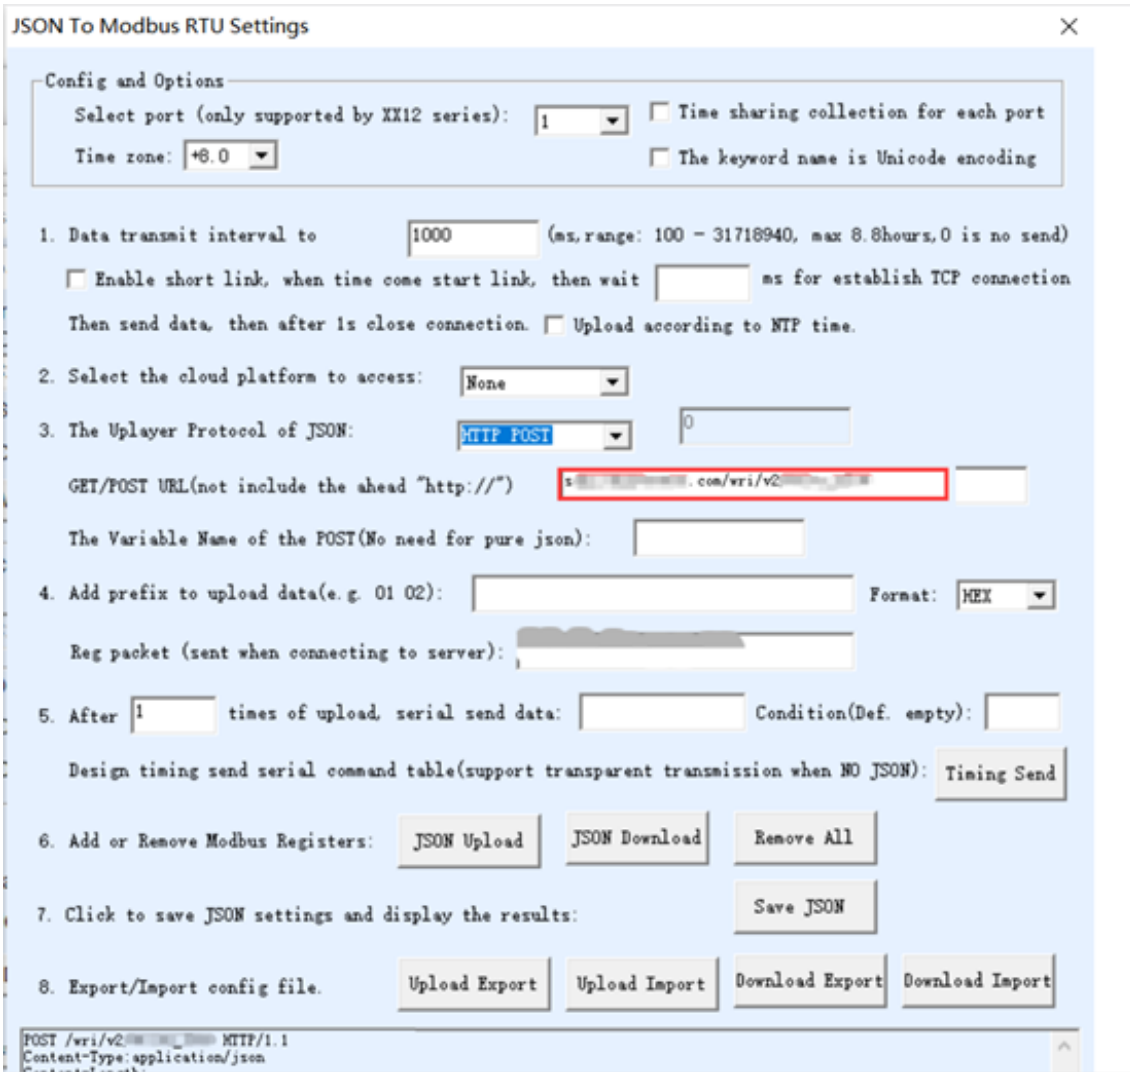 JSON To Modbus RTU Settings
Config and Options
Select port (only supported by XX12 series): 1
Time sharing collection for each port
Time zone: +8.0
The keyword name is Unicode encoding
1. Data transmit interval to 1000 (ms,range: 100 - 31718940, max 8.8hours,0 is no send)
Enable short link, when time come start link, then wait ms for establish TCP connection
Then send data, then after 1s close connection. Upload according to NTP time.
2. Select the cloud platform to access: None
3. The Uplayer Protocol of JSON: HTTP POST 0
GET/POST URL(not include the ahead "http://") s .com/wri/v2
The Variable Name of the POST(No need for pure json):
4. Add prefix to upload data(e.g. 01 02): Format: HEX
Reg packet (sent when connecting to server):
5. After 1 times of upload, serial send data: Condition(Def. empty):
Design timing send serial command table(support transparent transmission when NO JSON): Timing Send
6. Add or Remove Modbus Registers: JSON Upload JSON Download Remove All
7. Click to save JSON settings and display the results: Save JSON
8. Export/Import config file. Upload Export Upload Import Download Export Download Import
POST /wri/v2 HTTP/1.1
Content-Type:application/json